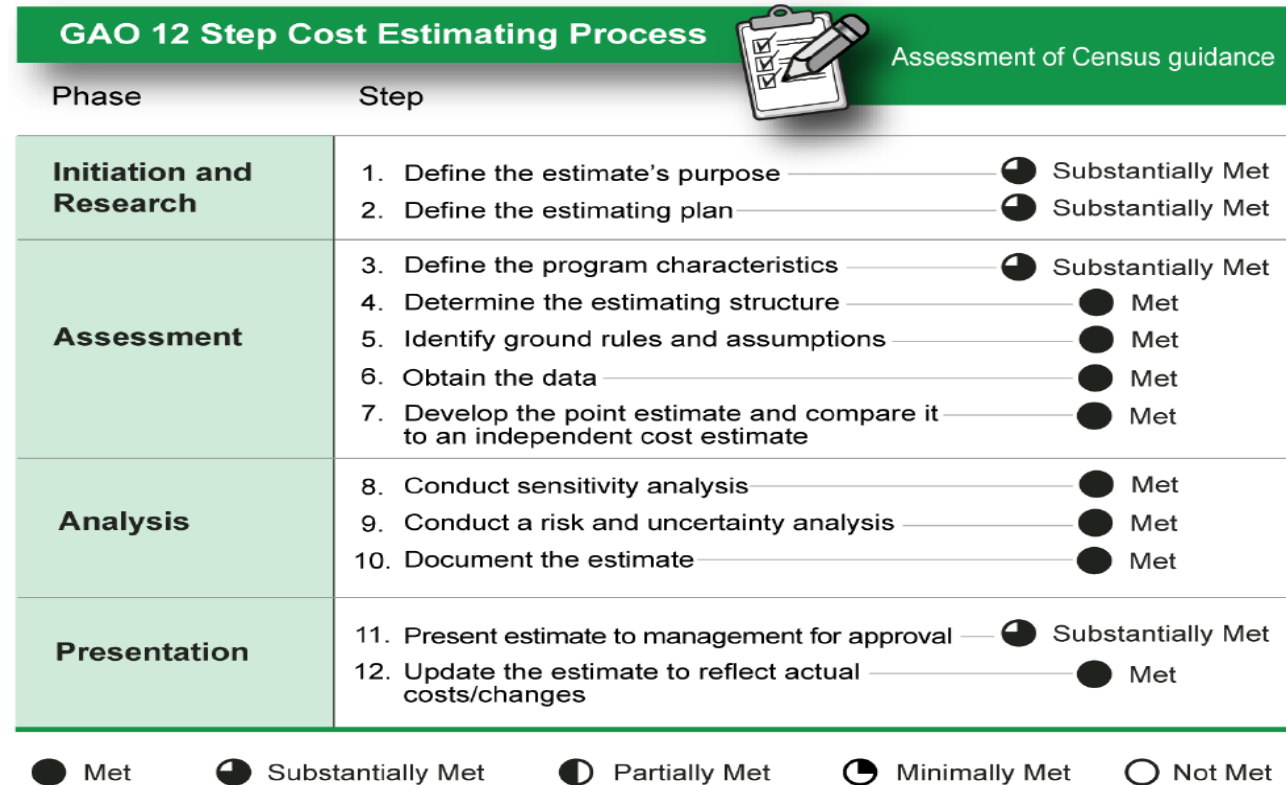 GAO 12 Step Cost Estimating Process
Assessment of Census guidance
Phase Step
Initiation and
Research
1. Define the estimate's purpose Substantially Met
2. Define the estimating plan Substantially Met
Assessment
3. Define the program characteristics Substantially Met
4. Determine the estimating structure Met
5. Identify ground rules and assumptions Met
6. Obtain the data Met
7. Develop the point estimate and compare it Met
to an independent cost estimate
Analysis
8. Conduct sensitivity analysis Met
9. Conduct a risk and uncertainty analysis Met
10. Document the estimate Met
Presentation
11. Present estimate to management for approval Substantially Met
12. Update the estimate to reflect actual Met
costs/changes
Met Substantially Met Partially Met Minimally Met Not Met